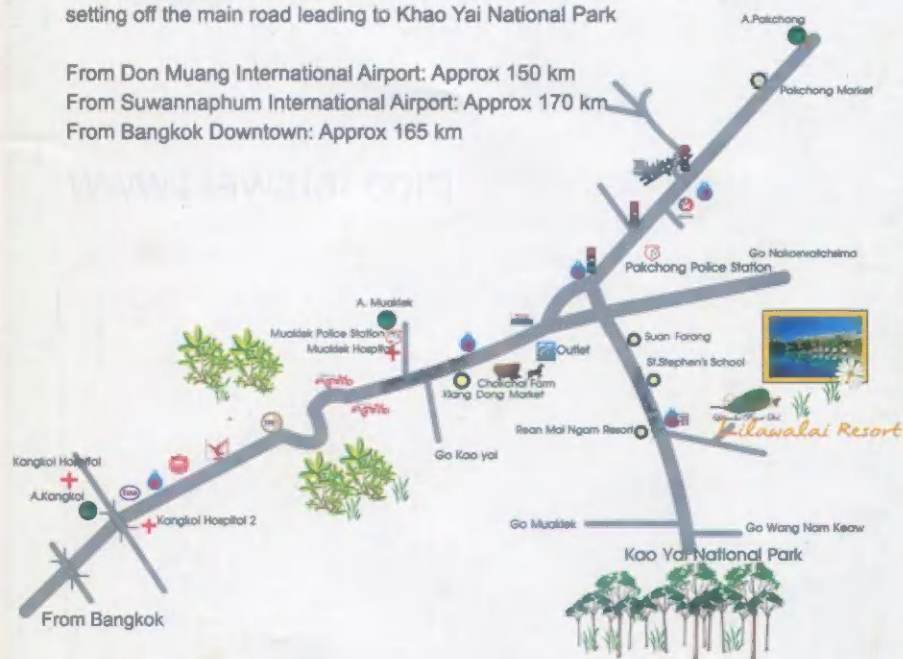 setting off the main road leading to Khao Yai National Park
From Don Muang International Airport: Approx 150 km
From Suwannaphum International Airport: Approx 170 km
From Bangkok Downtown: Approx 165 km
A.Pakchong
Pakchong Market
Go Nakornratchsima
Pakchong Police Station
A. Muaklek
Muaklek Police Station
Muaklek Hospital
Outlet
Suan Farang
St.Stephen's School
Chokchai Farm
Klang Dong Market
Lilawalai Resort
Rean Mai Ngam Resort
Go Kao yai
Kangkoi Hospital
A.Kangkoi
Kangkoi Hospital 2
Go Muaklek
Go Wang Nam Keaw
Kao Yai National Park
From Bangkok